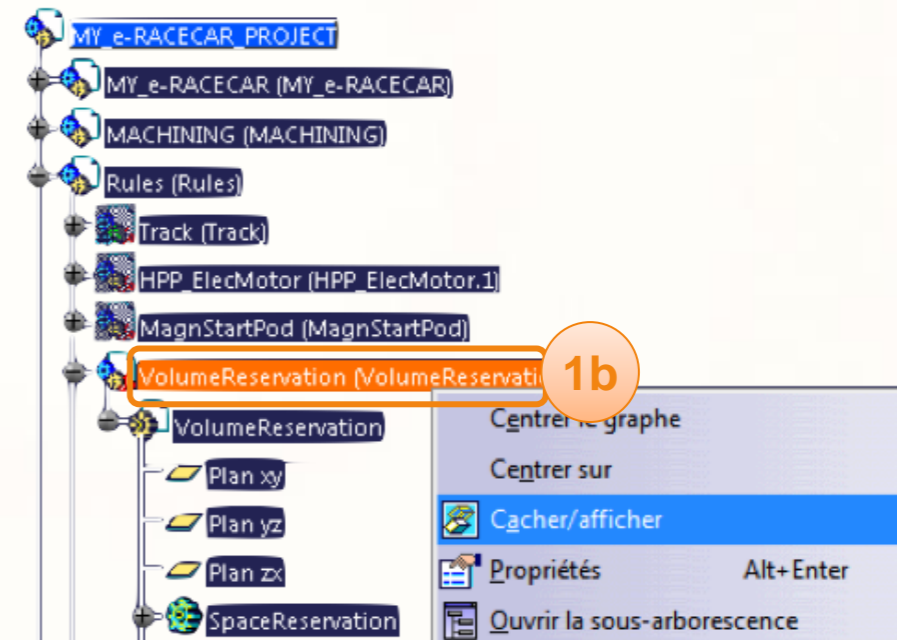 MY_e-RACECAR_PROJECT
MY_e-RACECAR (MY_e-RACECAR)
MACHINING (MACHINING)
Rules (Rules)
Track (Track)
HPP_ElecMotor (HPP_ElecMotor.1)
MagnStartPod (MagnStartPod)
VolumeReservation (VolumeReservati
1b
VolumeReservation
Centrer le graphe
Centrer sur
Plan xy
Cacher/afficher
Plan yz
Propriétés Alt+Enter
Plan zx
Ouvrir la sous-arborescence
SpaceReservation